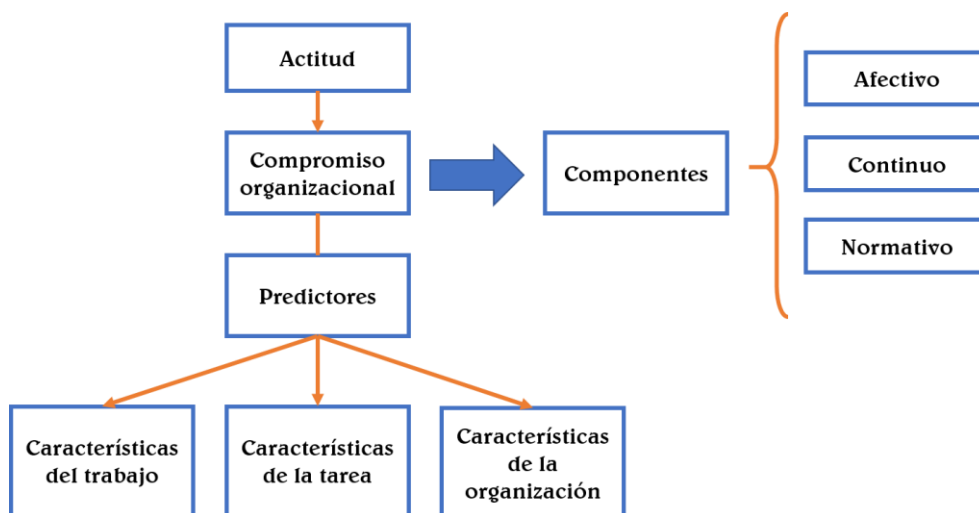 Actitud
Compromiso
organizacional
Componentes
Afectivo
Continuo
Normativo
Predictores
Características
del trabajo
Características
de la tarea
Características
de la
organización